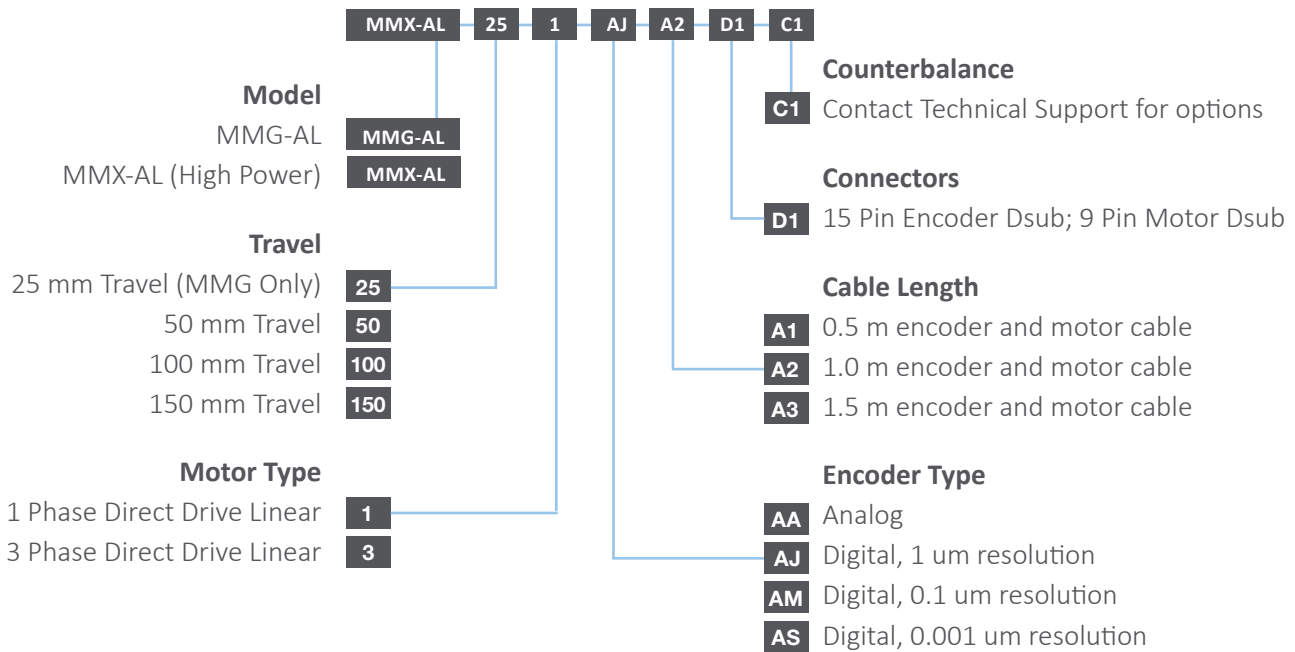 MMX-AL 25 1 AJ A2 D1 C1
Model
MMG-AL MMG-AL
MMX-AL (High Power) MMX-AL
Travel
25 mm Travel (MMG Only) 25
50 mm Travel 50
100 mm Travel 100
150 mm Travel 150
Motor Type
1 Phase Direct Drive Linear 1
3 Phase Direct Drive Linear 3
Counterbalance
C1 Contact Technical Support for options
Connectors
D1 15 Pin Encoder Dsub; 9 Pin Motor Dsub
Cable Length
A1 0.5 m encoder and motor cable
A2 1.0 m encoder and motor cable
A3 1.5 m encoder and motor cable
Encoder Type
AA Analog
AJ Digital, 1 um resolution
AM Digital, 0.1 um resolution
AS Digital, 0.001 um resolution